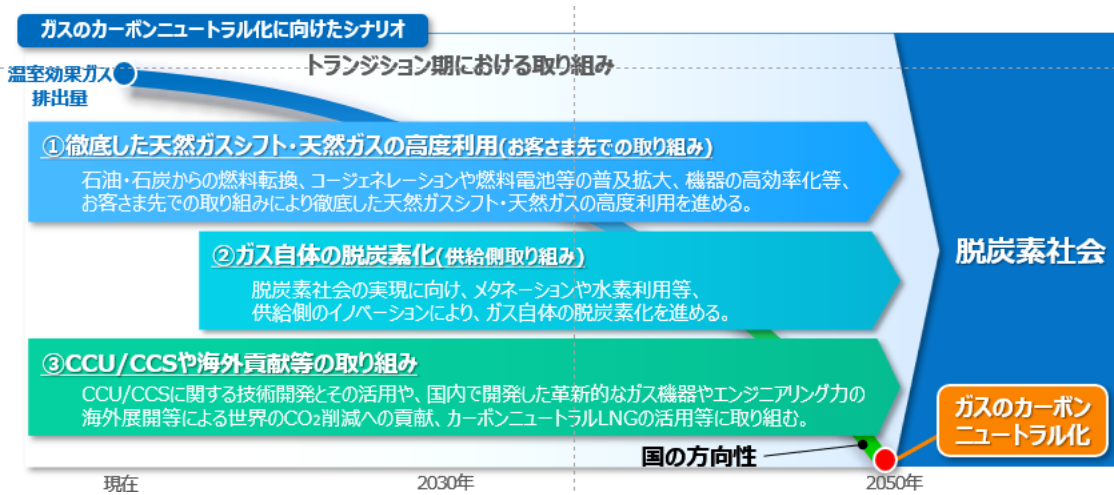 ガスのカーボンニュートラル化に向けたシナリオ
トランジション期における取り組み
温室効果ガス
排出量
①徹底した天然ガスシフト・天然ガスの高度利用(お客さま先での取り組み)
石油・石炭からの燃料転換、コージェネレーションや燃料電池等の普及拡大、機器の高効率化等、
お客さま先での取り組みにより徹底した天然ガスシフト・天然ガスの高度利用を進める。
②ガス自体の脱炭素化(供給側取り組み)
脱炭素社会の実現に向け、メタネーションや水素利用等、
供給側のイノベーションにより、ガス自体の脱炭素化を進める。
脱炭素社会
③CCU/CCSや海外貢献等の取り組み
CCU/CCSに関する技術開発とその活用や、国内で開発した革新的なガス機器やエンジニアリング力の
海外展開等による世界のCO₂削減への貢献、カーボンニュートラルLNGの活用等に取り組む。
ガスのカーボン
ニュートラル化
国の方向性
現在
2030年
2050年